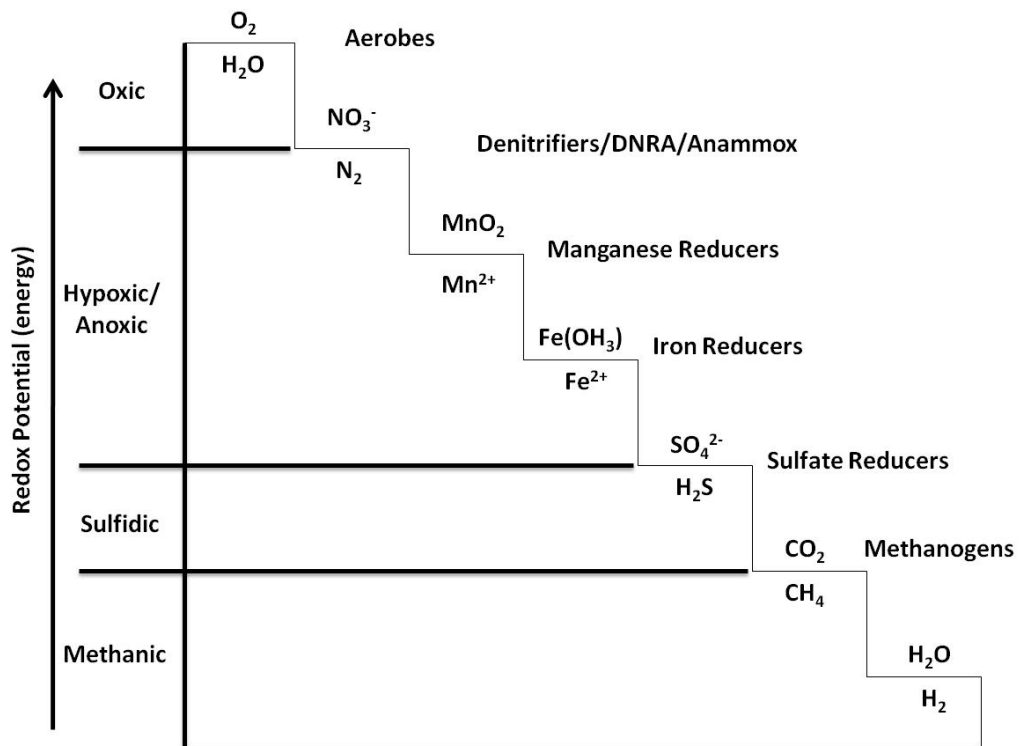 O₂
Aerobes
H₂O
Oxic
NO₃⁻
Denitrifiers/DNRA/Anammox
N₂
MnO₂
Manganese Reducers
Mn²⁺
Hypoxic/
Anoxic
Fe(OH₃)
Iron Reducers
Fe²⁺
Redox Potential (energy)
SO₄²⁻
Sulfate Reducers
H₂S
Sulfidic
CO₂
Methanogens
CH₄
Methanic
H₂O
H₂